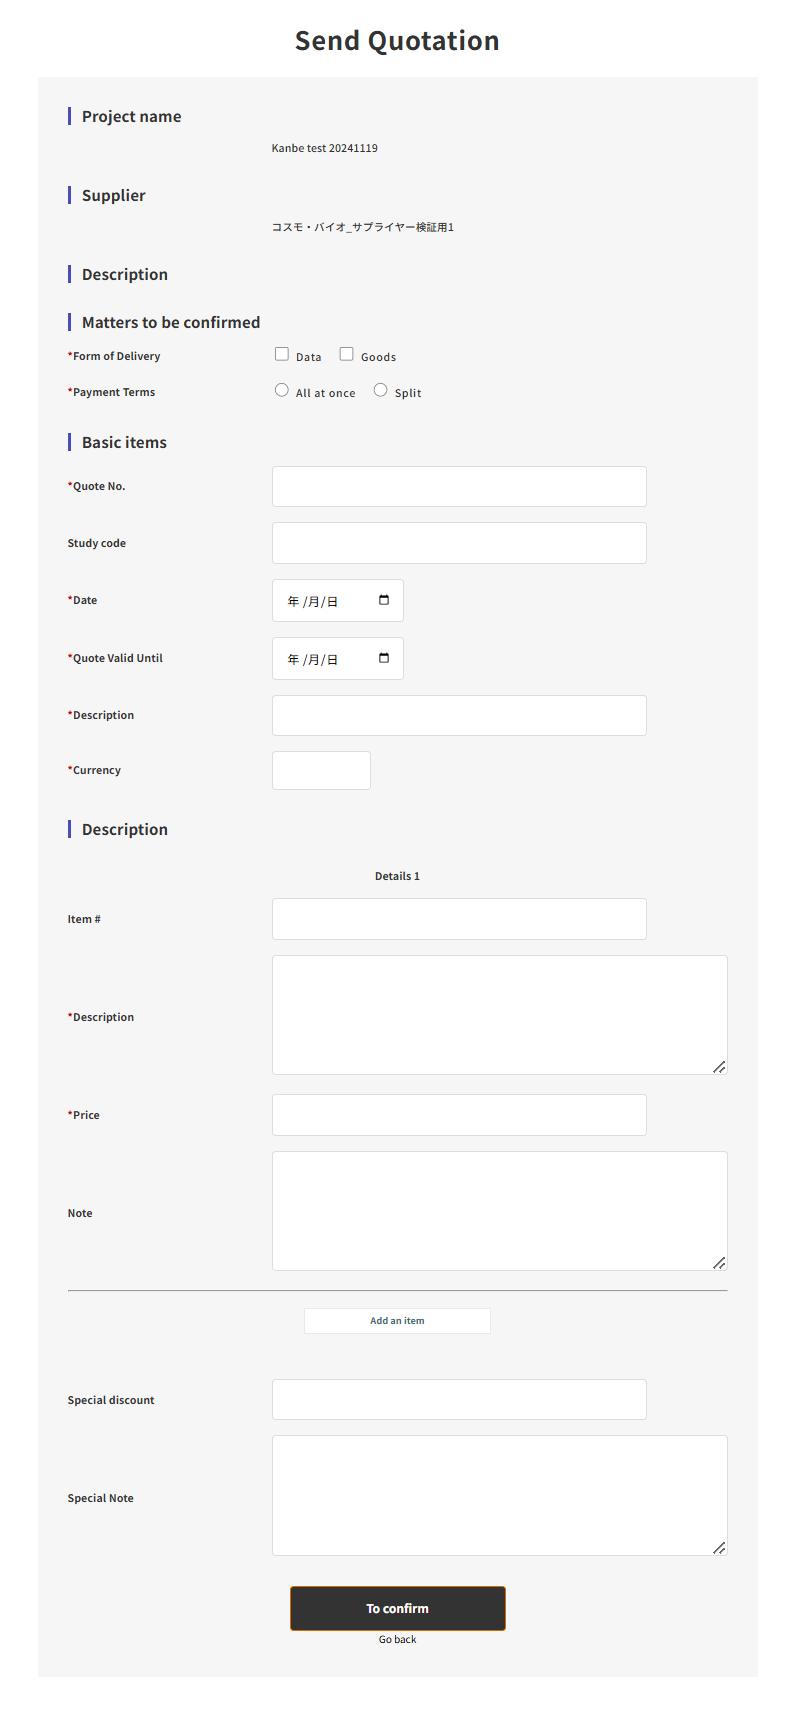 Send Quotation
Project name
Kanbe test 20241119
Supplier
コスモ・バイオ_サプライヤー検証用1
Description
Matters to be confirmed
*Form of Delivery Data Goods
*Payment Terms All at once Split
Basic items
*Quote No.
Study code
*Date 年 /月/日
*Quote Valid Until 年 /月/日
*Description
*Currency
Description
Details 1
Item #
*Description
*Price
Note
Add an item
Special discount
Special Note
To confirm
Go back